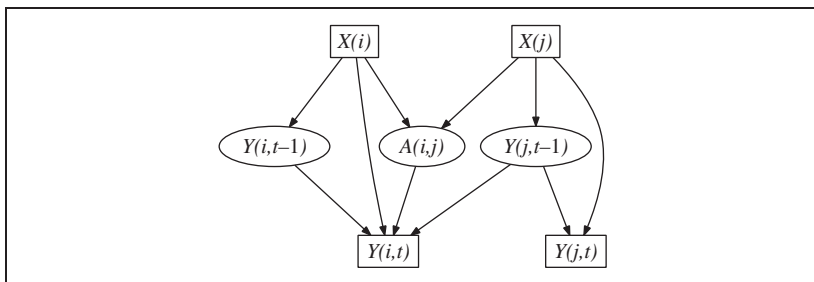 X(i) X(j)
Y(i,t–1) A(i,j) Y(j,t–1)
Y(i,t) Y(j,t)